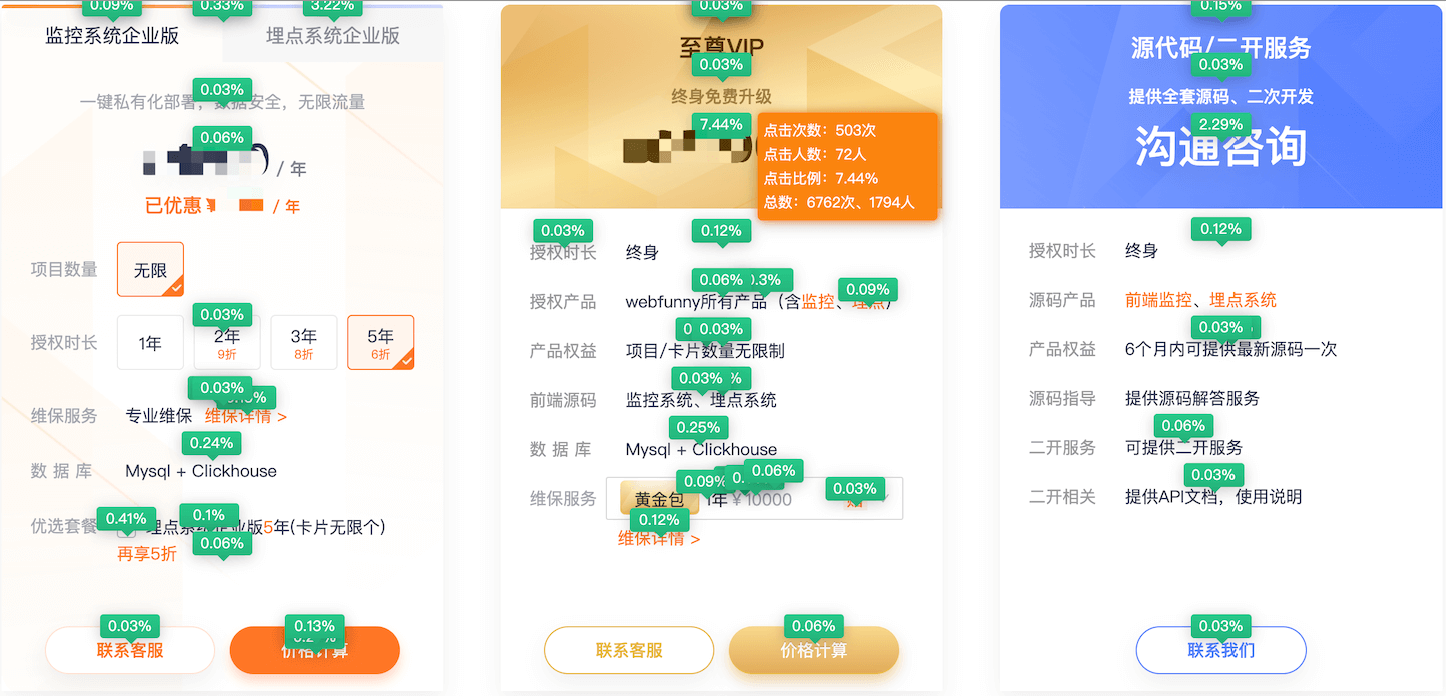 0.09%
0.33%
3.22%
监控系统企业版
埋点系统企业版
0.03%
一键私有化部署，数据安全，无限流量
0.06%
/ 年
已优惠
/ 年
项目数量
无限
0.03%
授权时长
1年
2年
9折
3年
8折
5年
6折
0.03%
维保服务
专业维保
维保详情 >
0.24%
数 据 库
Mysql + Clickhouse
0.41%
0.1%
优选套餐
埋点系统企业版5年(卡片无限个)
0.06%
再享5折
0.03%
0.13%
联系客服
价格计算
0.03%
至尊VIP
0.03%
终身免费升级
7.44%
点击次数：503次
点击人数：72人
点击比例：7.44%
总数：6762次、1794人
0.03%
0.12%
授权时长
终身
0.06%
0.09%
授权产品
webfunny所有产品（含监控、埋点）
0.03%
产品权益
项目/卡片数量无限制
0.03%
前端源码
监控系统、埋点系统
0.25%
数 据 库
Mysql + Clickhouse
0.09%
0.06%
0.03%
维保服务
黄金包
1年
￥10000
0.12%
维保详情 >
0.06%
联系客服
价格计算
0.15%
源代码/二开服务
0.03%
提供全套源码、二次开发
2.29%
沟通咨询
0.12%
授权时长
终身
源码产品
前端监控、埋点系统
0.03%
产品权益
6个月内可提供最新源码一次
源码指导
提供源码解答服务
0.06%
二开服务
可提供二开服务
0.03%
二开相关
提供API文档，使用说明
0.03%
联系我们